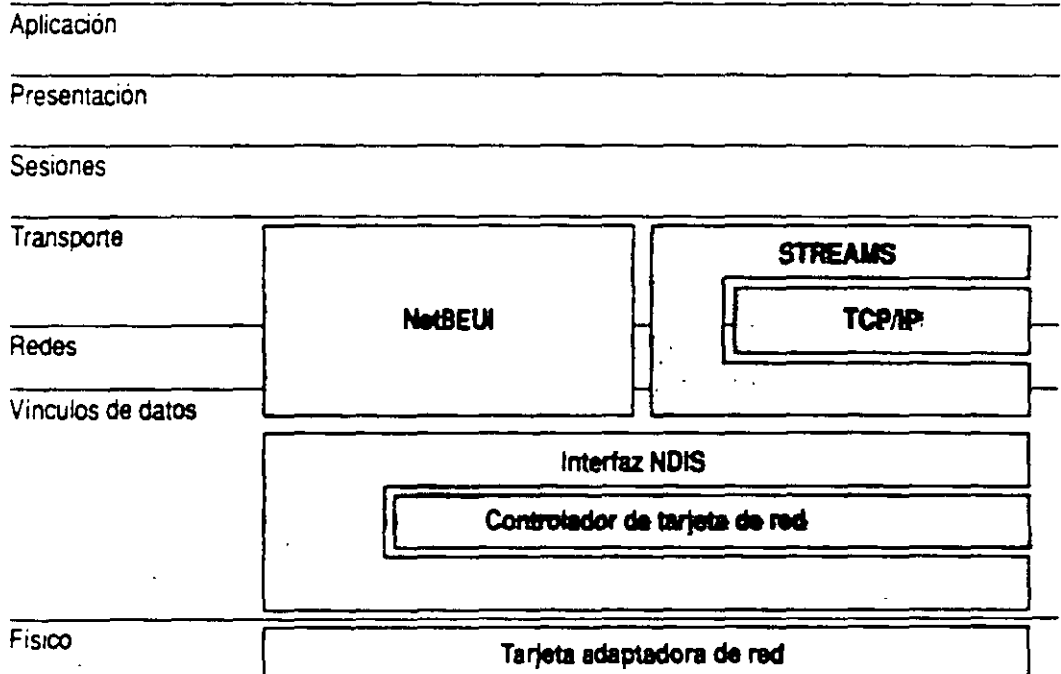 Aplicación
Presentación
Sesiones
Transporte
STREAMS
NetBEUI
TCP/IP
Redes
Vinculos de datos
Interfaz NDIS
Controlador de tarjeta de red
Físico
Tarjeta adaptadora de red